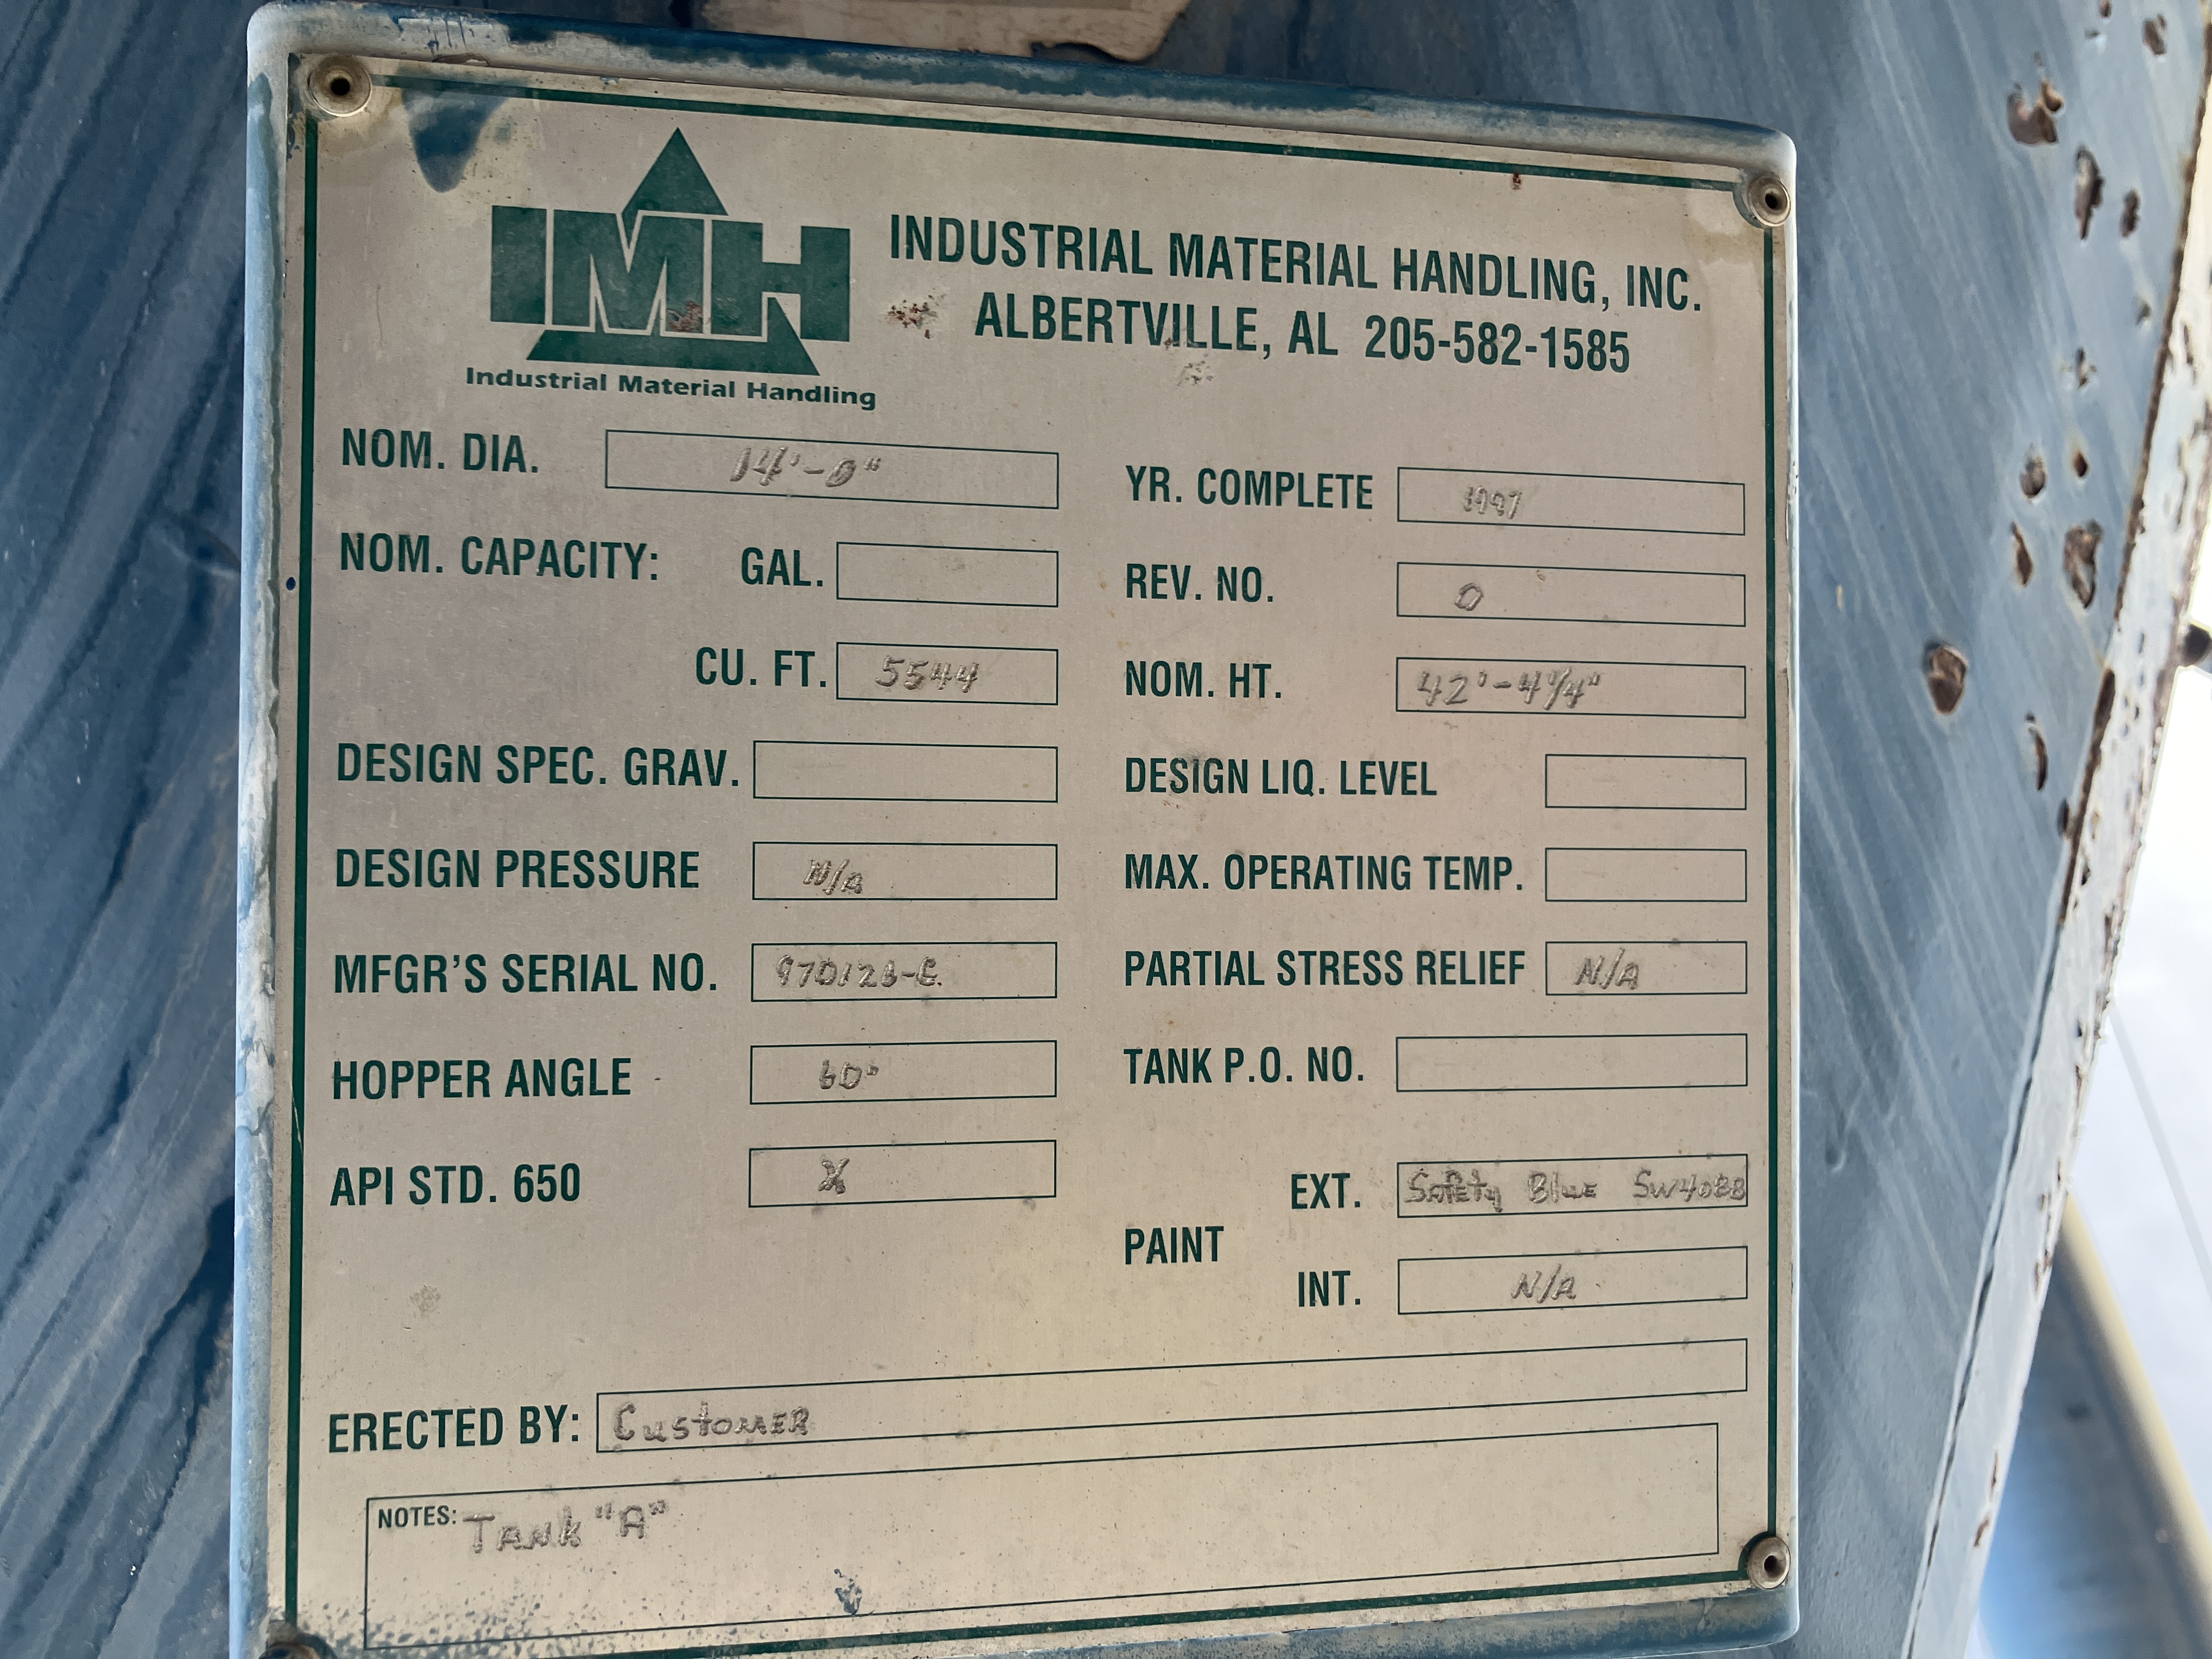 IMH
Industrial Material Handling
INDUSTRIAL MATERIAL HANDLING, INC.
ALBERTVILLE, AL 205-582-1585
NOM. DIA. 14'-0"
YR. COMPLETE 1997
NOM. CAPACITY: GAL.
REV. NO. 0
CU. FT. 5544
NOM. HT. 42'-4 1/4"
DESIGN SPEC. GRAV.
DESIGN LIQ. LEVEL
DESIGN PRESSURE N/A
MAX. OPERATING TEMP.
MFGR'S SERIAL NO.
PARTIAL STRESS RELIEF N/A
HOPPER ANGLE 60°
TANK P.O. NO.
API STD. 650 X
PAINT
EXT. Safety Blue
INT. N/A
ERECTED BY: CustomER
NOTES: TANK "A"